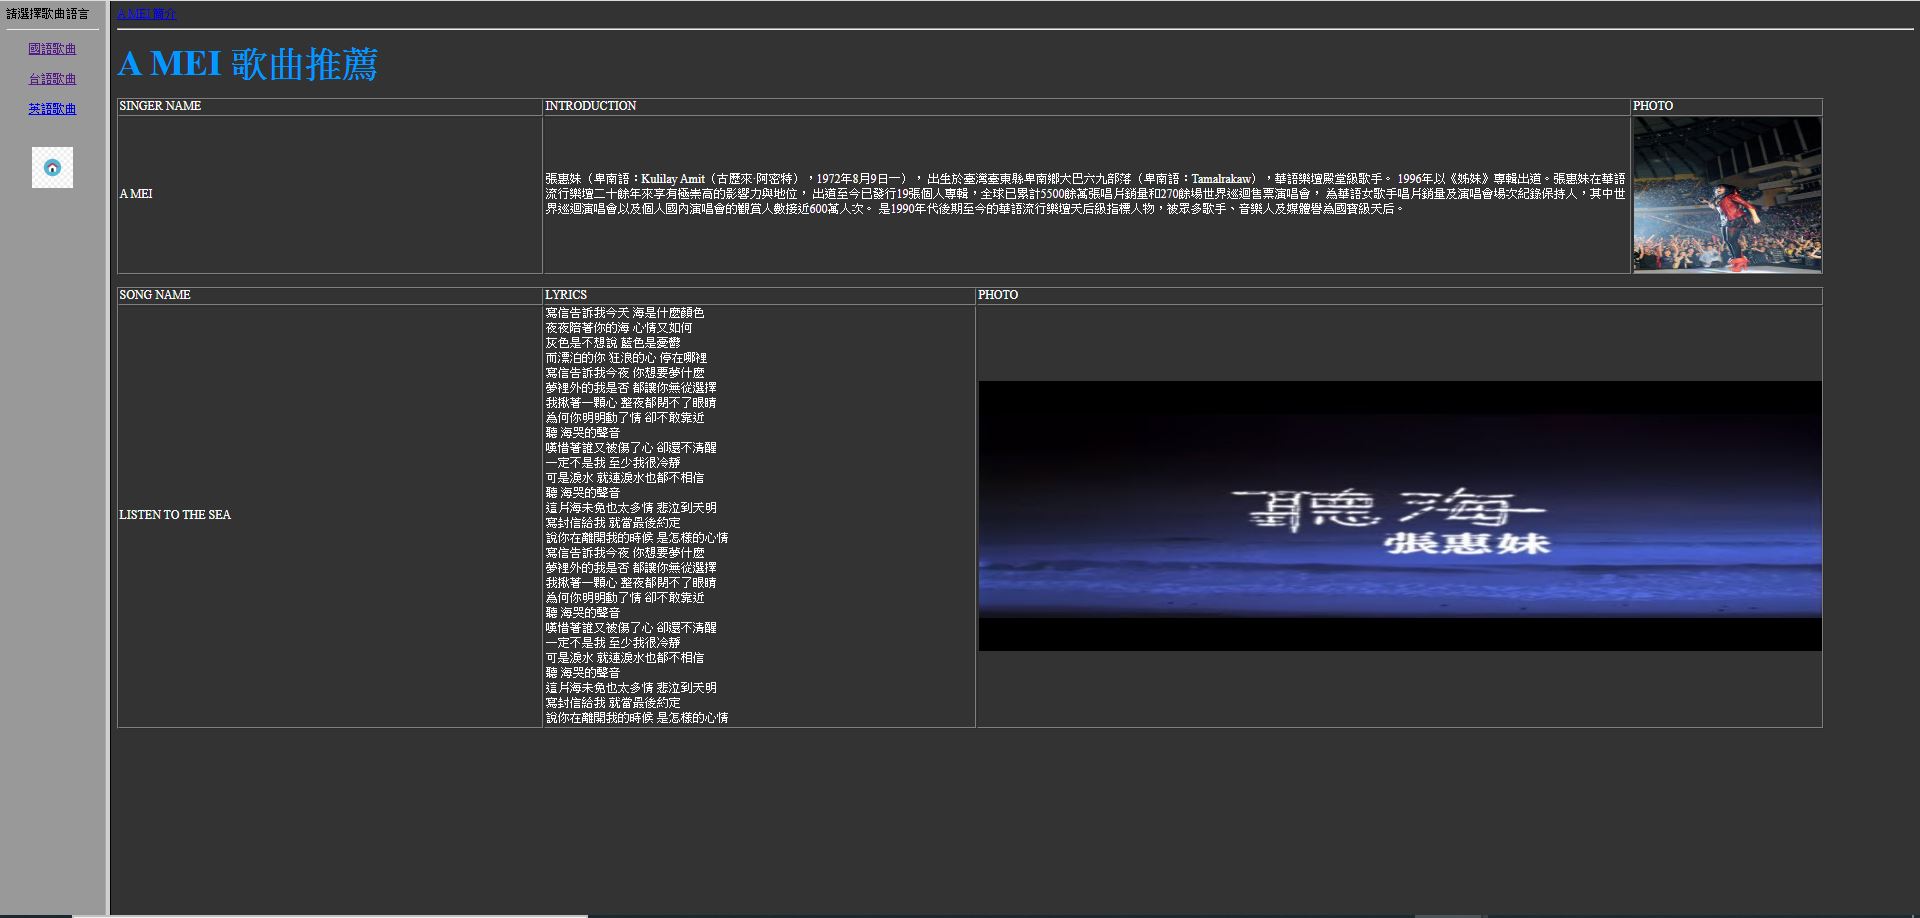 請選擇歌曲語言
國語歌曲
台語歌曲
英語歌曲
A MEI 簡介
A MEI 歌曲推薦
SINGER NAME
INTRODUCTION
PHOTO
A MEI
張惠妹（卑南語：Kulilay Amit（古歷來·阿密特），1972年8月9日一）， 出生於臺灣臺東縣卑南鄉大巴六九部落（卑南語：Tamalrakaw），華語樂壇殿堂級歌手。 1996年以《姊妹》專輯出道。張惠妹在華語
流行樂壇二十餘年來享有極崇高的影響力與地位， 出道至今已發行19張個人專輯，全球已累計5500餘萬張唱片銷量和270餘場世界巡迴售票演唱會， 為華語女歌手唱片銷量及演唱會場次紀錄保持人，其中世
界巡迴演唱會以及個人國內演唱會的觀賞人數接近600萬人次。 是1990年代後期至今的華語流行樂壇天后級指標人物，被眾多歌手、音樂人及媒體譽為國寶級天后。
SONG NAME
LYRICS
PHOTO
LISTEN TO THE SEA
寫信告訴我今天 海是什麼顏色
夜夜陪著你的海 心情又如何
灰色是不想說 藍色是憂鬱
而漂泊的你 狂浪的心 停在哪裡
寫信告訴我今夜 你想要夢什麼
夢裡外的我是否 都讓你無從選擇
我揪著一顆心 整夜都閉不了眼睛
為何你明明動了情 卻不敢靠近
聽 海哭的聲音
嘆惜著誰又被傷了心 卻還不清醒
一定不是我 至少我很冷靜
可是淚水 就連淚水也都不相信
聽 海哭的聲音
這片海未免也太多情 悲泣到天明
寫封信給我 就當最後約定
說你在離開我的時候 是怎樣的心情
寫信告訴我今夜 你想要夢什麼
夢裡外的我是否 都讓你無從選擇
我揪著一顆心 整夜都閉不了眼睛
為何你明明動了情 卻不敢靠近
聽 海哭的聲音
嘆惜著誰又被傷了心 卻還不清醒
一定不是我 至少我很冷靜
可是淚水 就連淚水也都不相信
聽 海哭的聲音
這片海未免也太多情 悲泣到天明
寫封信給我 就當最後約定
說你在離開我的時候 是怎樣的心情
聽海
張惠妹